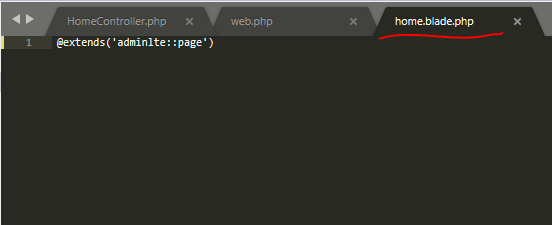 HomeController.php × web.php × home.blade.php ×
1 @extends('adminlte::page')